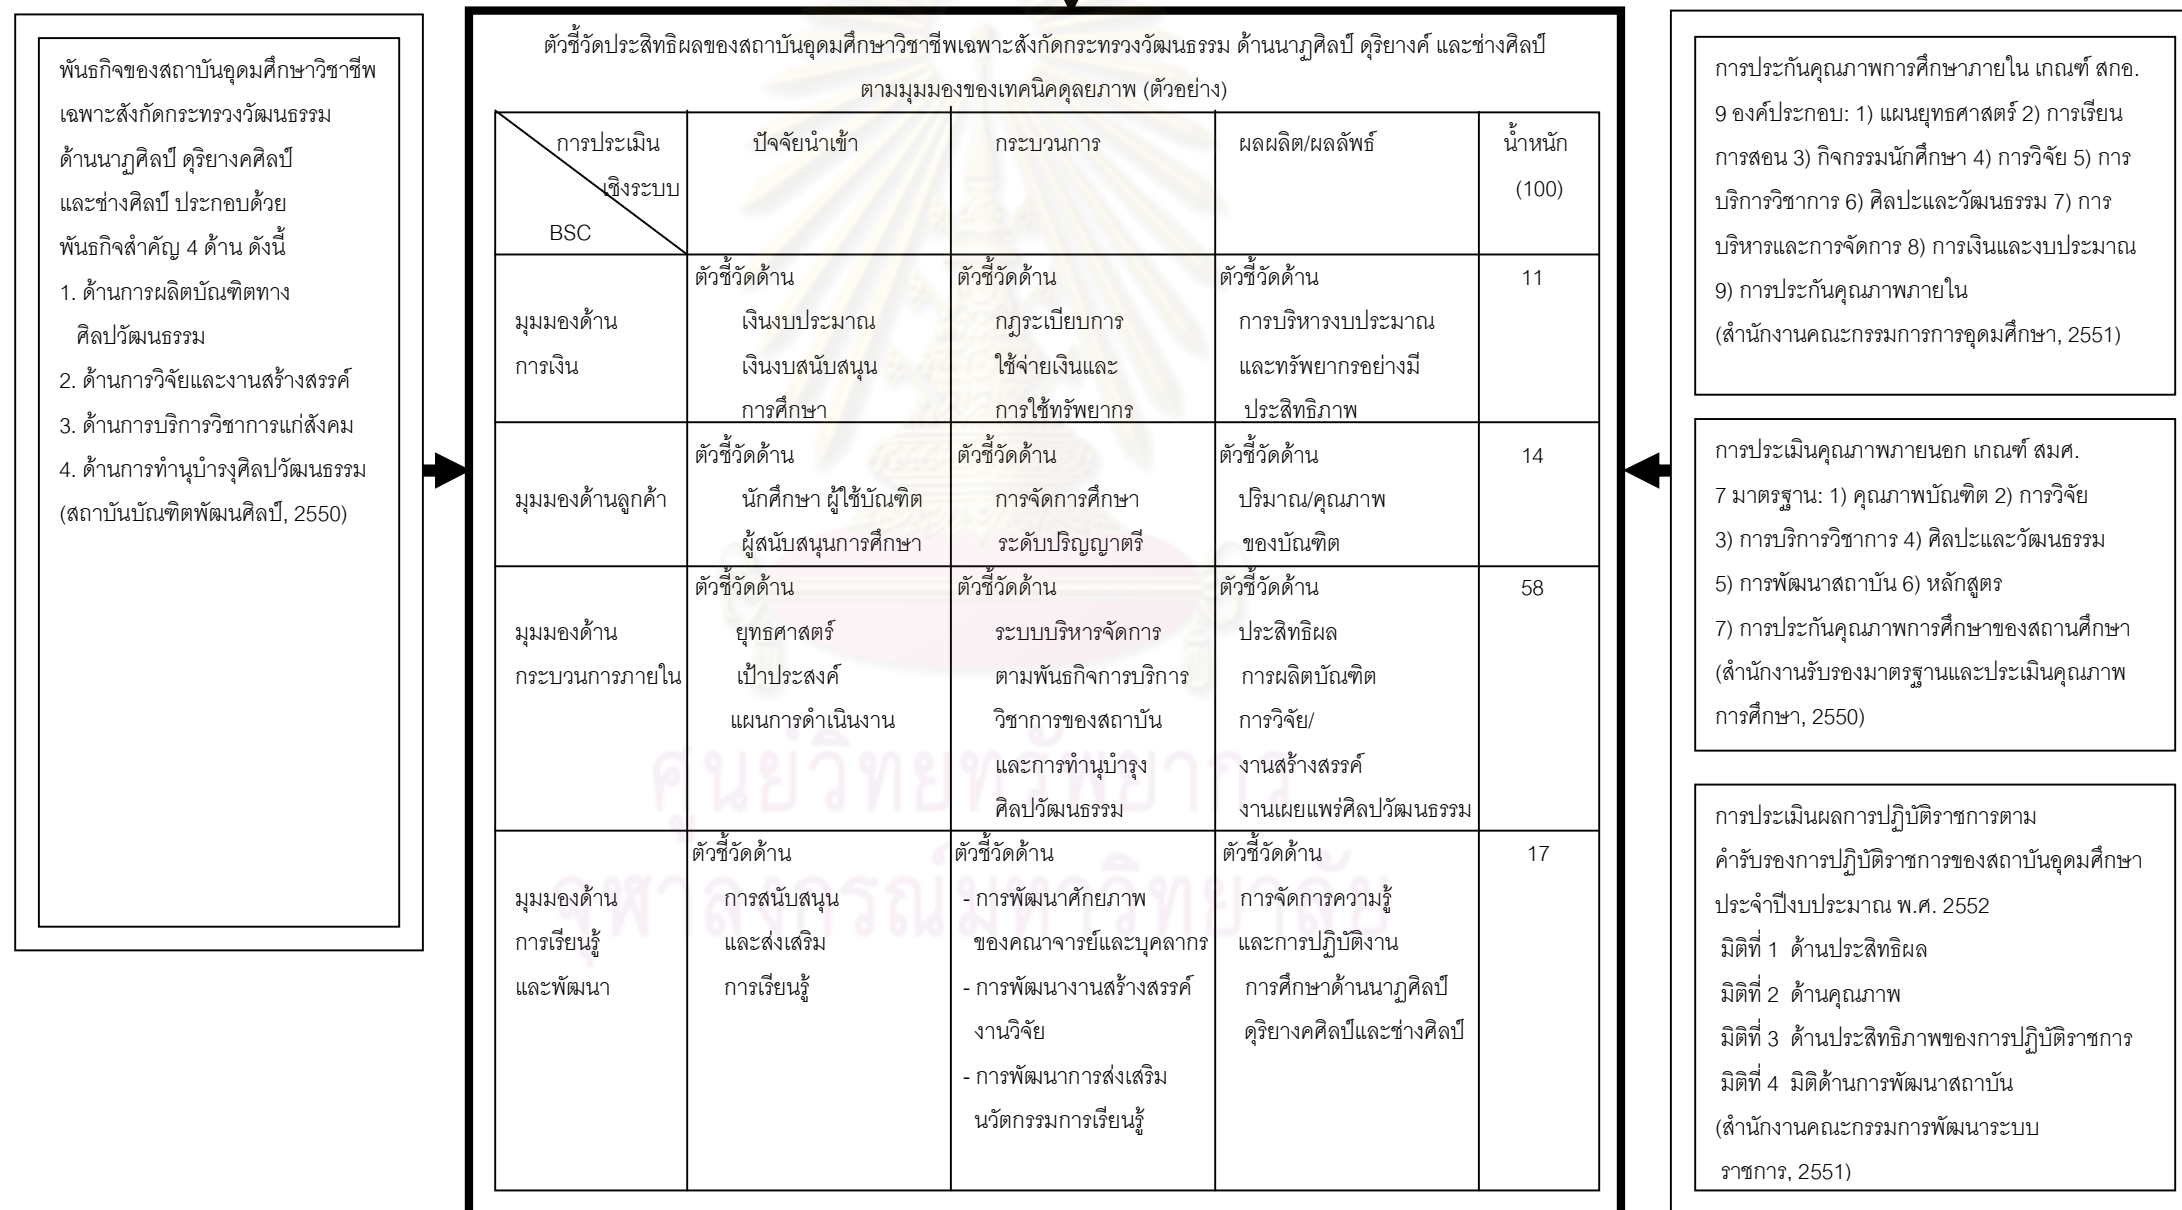 พันธกิจของสถาบันอุดมศึกษาวิชาชีพ
เฉพาะสังกัดกระทรวงวัฒนธรรม
ด้านนาฏศิลป์ ดุริยางคศิลป์
และช่างศิลป์ ประกอบด้วย
พันธกิจสำคัญ 4 ด้าน ดังนี้
1. ด้านการผลิตบัณฑิตทาง
ศิลปวัฒนธรรม
2. ด้านการวิจัยและงานสร้างสรรค์
3. ด้านการบริการวิชาการแก่สังคม
4. ด้านการทำนุบำรุงศิลปวัฒนธรรม
(สถาบันบัณฑิตพัฒนศิลป์, 2550)
ตัวชี้วัดประสิทธิผลของสถาบันอุดมศึกษาวิชาชีพเฉพาะสังกัดกระทรวงวัฒนธรรม ด้านนาฏศิลป์ ดุริยางค์ และช่างศิลป์
ตามมุมมองของเทคนิคดุลยภาพ (ตัวอย่าง)
การประเมิน
เชิงระบบ
BSC
ปัจจัยนำเข้า
กระบวนการ
ผลผลิต/ผลลัพธ์
น้ำหนัก
(100)
มุมมองด้าน
การเงิน
ตัวชี้วัดด้าน
เงินงบประมาณ
เงินงบสนับสนุน
การศึกษา
ตัวชี้วัดด้าน
กฎระเบียบการ
ใช้จ่ายเงินและ
การใช้ทรัพยากร
ตัวชี้วัดด้าน
การบริหารงบประมาณ
และทรัพยากรอย่างมี
ประสิทธิภาพ
11
มุมมองด้านลูกค้า
ตัวชี้วัดด้าน
นักศึกษา ผู้ใช้บัณฑิต
ผู้สนับสนุนการศึกษา
ตัวชี้วัดด้าน
การจัดการศึกษา
ระดับปริญญาตรี
ตัวชี้วัดด้าน
ปริมาณ/คุณภาพ
ของบัณฑิต
14
มุมมองด้าน
กระบวนการภายใน
ตัวชี้วัดด้าน
ยุทธศาสตร์
เป้าประสงค์
แผนการดำเนินงาน
ตัวชี้วัดด้าน
ระบบบริหารจัดการ
ตามพันธกิจการบริการ
วิชาการของสถาบัน
และการทำนุบำรุง
ศิลปวัฒนธรรม
ตัวชี้วัดด้าน
ประสิทธิผล
การผลิตบัณฑิต
การวิจัย/
งานสร้างสรรค์
งานเผยแพร่ศิลปวัฒนธรรม
58
มุมมองด้าน
การเรียนรู้
และพัฒนา
ตัวชี้วัดด้าน
การสนับสนุน
และส่งเสริม
การเรียนรู้
ตัวชี้วัดด้าน
- การพัฒนาศักยภาพ
ของคณาจารย์และบุคลากร
- การพัฒนางานสร้างสรรค์
งานวิจัย
- การพัฒนาการส่งเสริม
นวัตกรรมการเรียนรู้
ตัวชี้วัดด้าน
การจัดการความรู้
และการปฏิบัติงาน
การศึกษาด้านนาฏศิลป์
ดุริยางคศิลป์และช่างศิลป์
17
ศูนย์วิทยทรัพยากร
จุฬาลงกรณ์มหาวิทยาลัย
การประกันคุณภาพการศึกษาภายใน เกณฑ์ สกอ.
9 องค์ประกอบ: 1) แผนยุทธศาสตร์ 2) การเรียน
การสอน 3) กิจกรรมนักศึกษา 4) การวิจัย 5) การ
บริการวิชาการ 6) ศิลปะและวัฒนธรรม 7) การ
บริหารและการจัดการ 8) การเงินและงบประมาณ
9) การประกันคุณภาพภายใน
(สำนักงานคณะกรรมการการอุดมศึกษา, 2551)
การประเมินคุณภาพภายนอก เกณฑ์ สมศ.
7 มาตรฐาน: 1) คุณภาพบัณฑิต 2) การวิจัย
3) การบริการวิชาการ 4) ศิลปะและวัฒนธรรม
5) การพัฒนาสถาบัน 6) หลักสูตร
7) การประกันคุณภาพการศึกษาของสถานศึกษา
(สำนักงานรับรองมาตรฐานและประเมินคุณภาพ
การศึกษา, 2550)
การประเมินผลการปฏิบัติราชการตาม
คำรับรองการปฏิบัติราชการของสถาบันอุดมศึกษา
ประจำปีงบประมาณ พ.ศ. 2552
มิติที่ 1 ด้านประสิทธิผล
มิติที่ 2 ด้านคุณภาพ
มิติที่ 3 ด้านประสิทธิภาพของการปฏิบัติราชการ
มิติที่ 4 มิติด้านการพัฒนาสถาบัน
(สำนักงานคณะกรรมการพัฒนาระบบ
ราชการ, 2551)